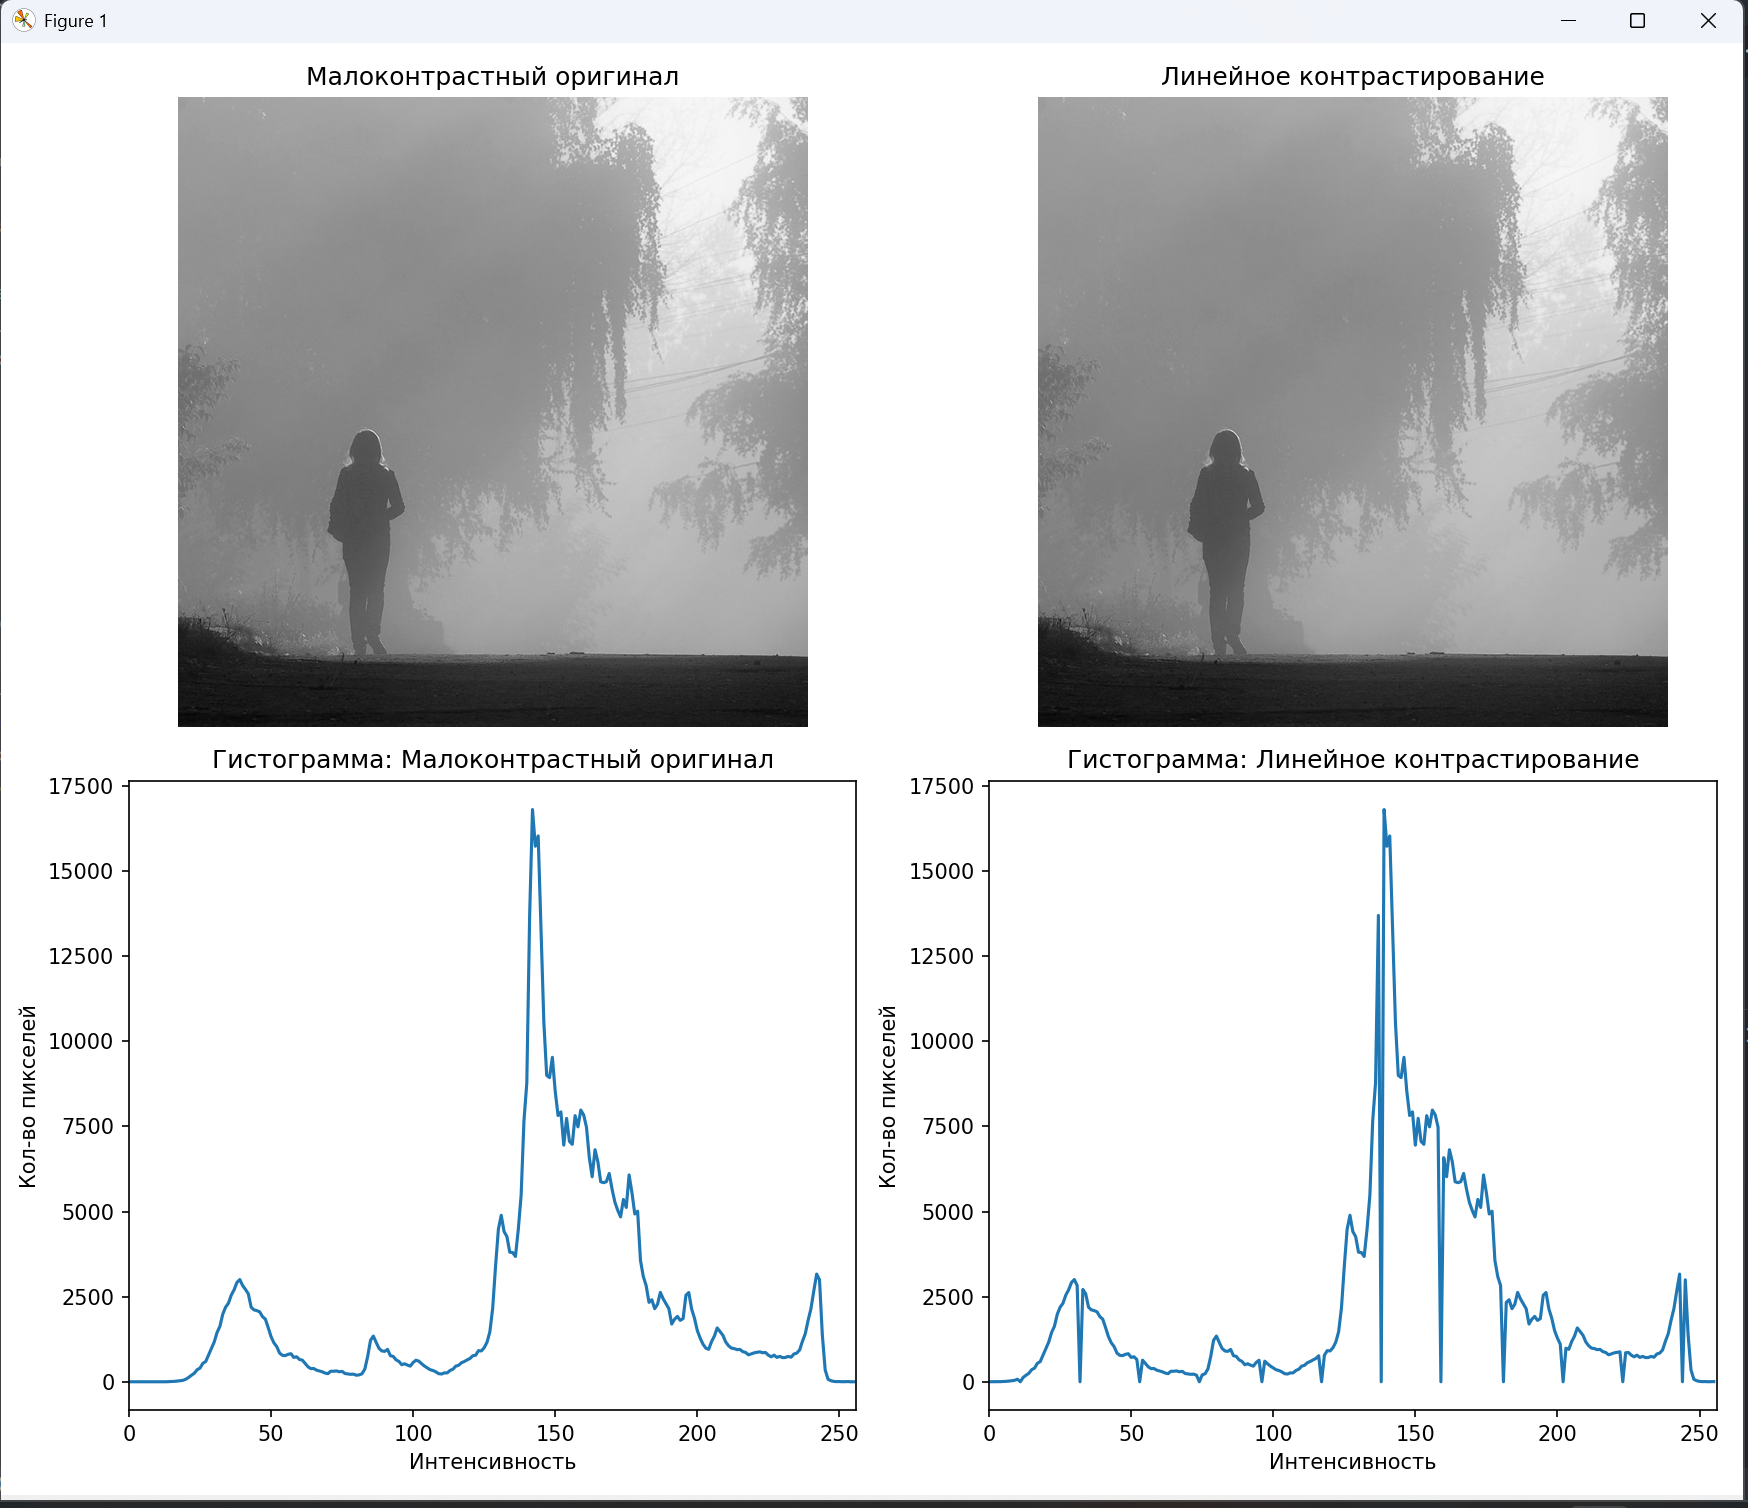 Figure 1
Малоконтрастный оригинал
Линейное контрастирование
Гистограмма: Малоконтрастный оригинал
17500
15000
12500
10000
7500
5000
2500
0
Кол-во пикселей
0 50 100 150 200 250
Интенсивность
Гистограмма: Линейное контрастирование
17500
15000
12500
10000
7500
5000
2500
0
Кол-во пикселей
0 50 100 150 200 250
Интенсивность